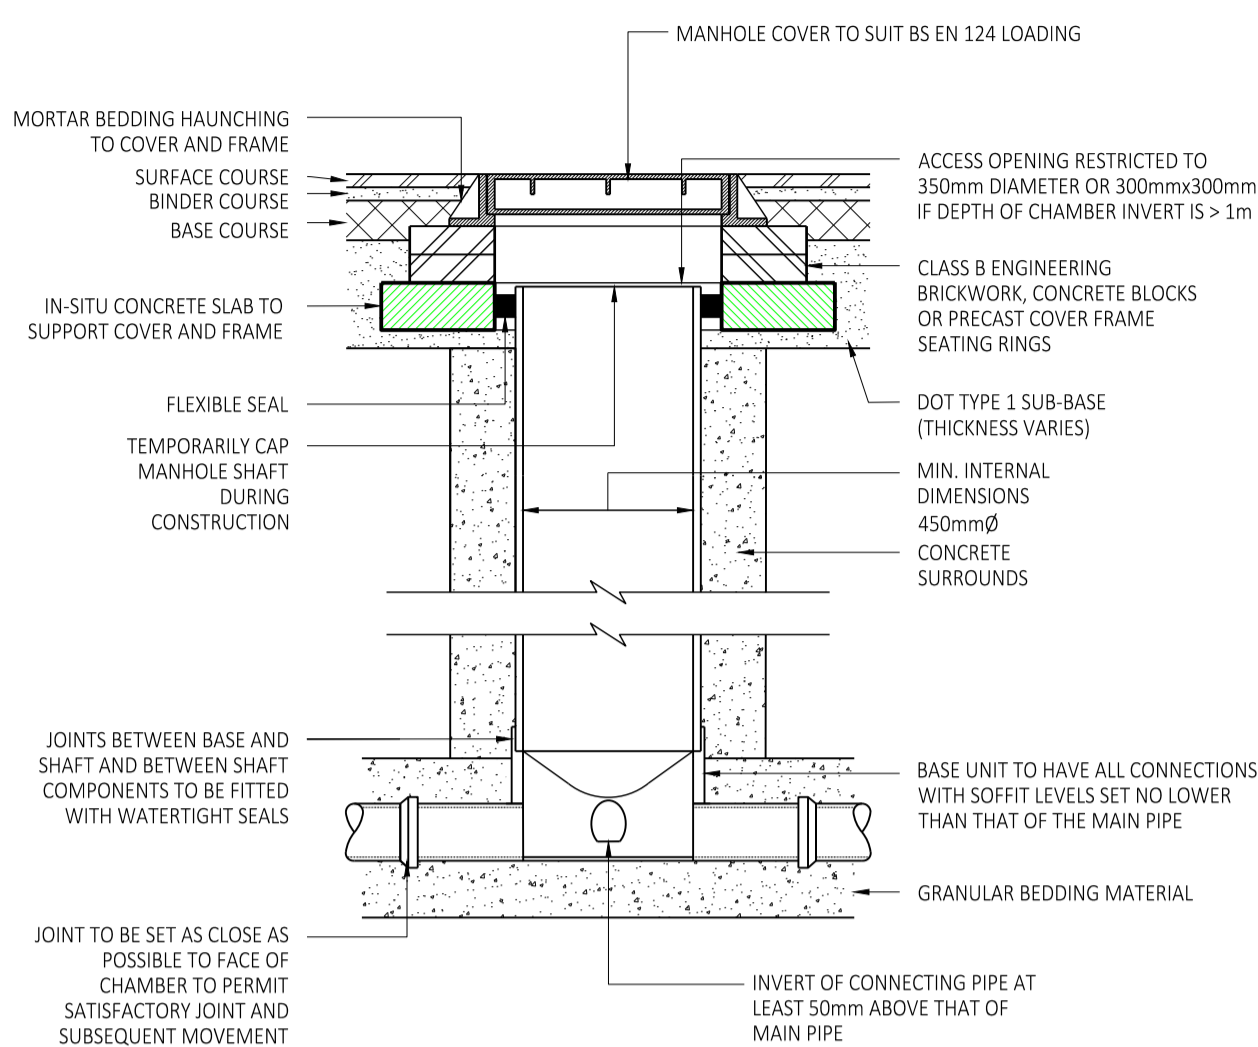 MANHOLE COVER TO SUIT BS EN 124 LOADING
MORTAR BEDDING HAUNCHING
TO COVER AND FRAME
SURFACE COURSE
BINDER COURSE
BASE COURSE
IN-SITU CONCRETE SLAB TO
SUPPORT COVER AND FRAME
FLEXIBLE SEAL
TEMPORARILY CAP
MANHOLE SHAFT
DURING
CONSTRUCTION
JOINTS BETWEEN BASE AND
SHAFT AND BETWEEN SHAFT
COMPONENTS TO BE FITTED
WITH WATERTIGHT SEALS
JOINT TO BE SET AS CLOSE AS
POSSIBLE TO FACE OF
CHAMBER TO PERMIT
SATISFACTORY JOINT AND
SUBSEQUENT MOVEMENT
ACCESS OPENING RESTRICTED TO
350mm DIAMETER OR 300mmx300mm
IF DEPTH OF CHAMBER INVERT IS > 1m
CLASS B ENGINEERING
BRICKWORK, CONCRETE BLOCKS
OR PRECAST COVER FRAME
SEATING RINGS
DOT TYPE 1 SUB-BASE
(THICKNESS VARIES)
MIN. INTERNAL
DIMENSIONS
450mmØ
CONCRETE
SURROUNDS
BASE UNIT TO HAVE ALL CONNECTIONS
WITH SOFFIT LEVELS SET NO LOWER
THAN THAT OF THE MAIN PIPE
GRANULAR BEDDING MATERIAL
INVERT OF CONNECTING PIPE AT
LEAST 50mm ABOVE THAT OF
MAIN PIPE